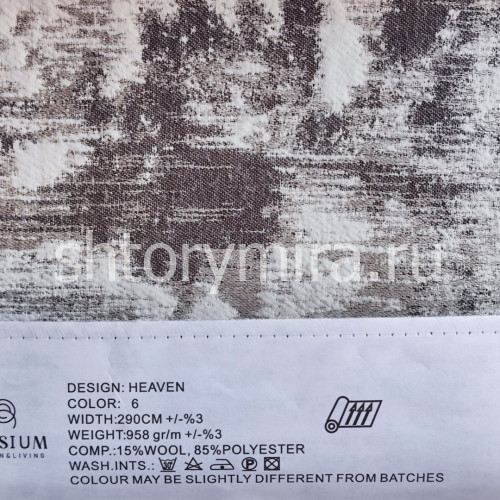 shtorymira.ru
DESIGN: HEAVEN
COLOR: 6
WIDTH:290CM +/-%3
WEIGHT:958 gr/m +/-%3
COMP.:15%WOOL, 85%POLYESTER
WASH.INTS.:
COLOUR MAY BE SLIGHTLY DIFFERENT FROM BATCHES
SIUM
N&LIVING